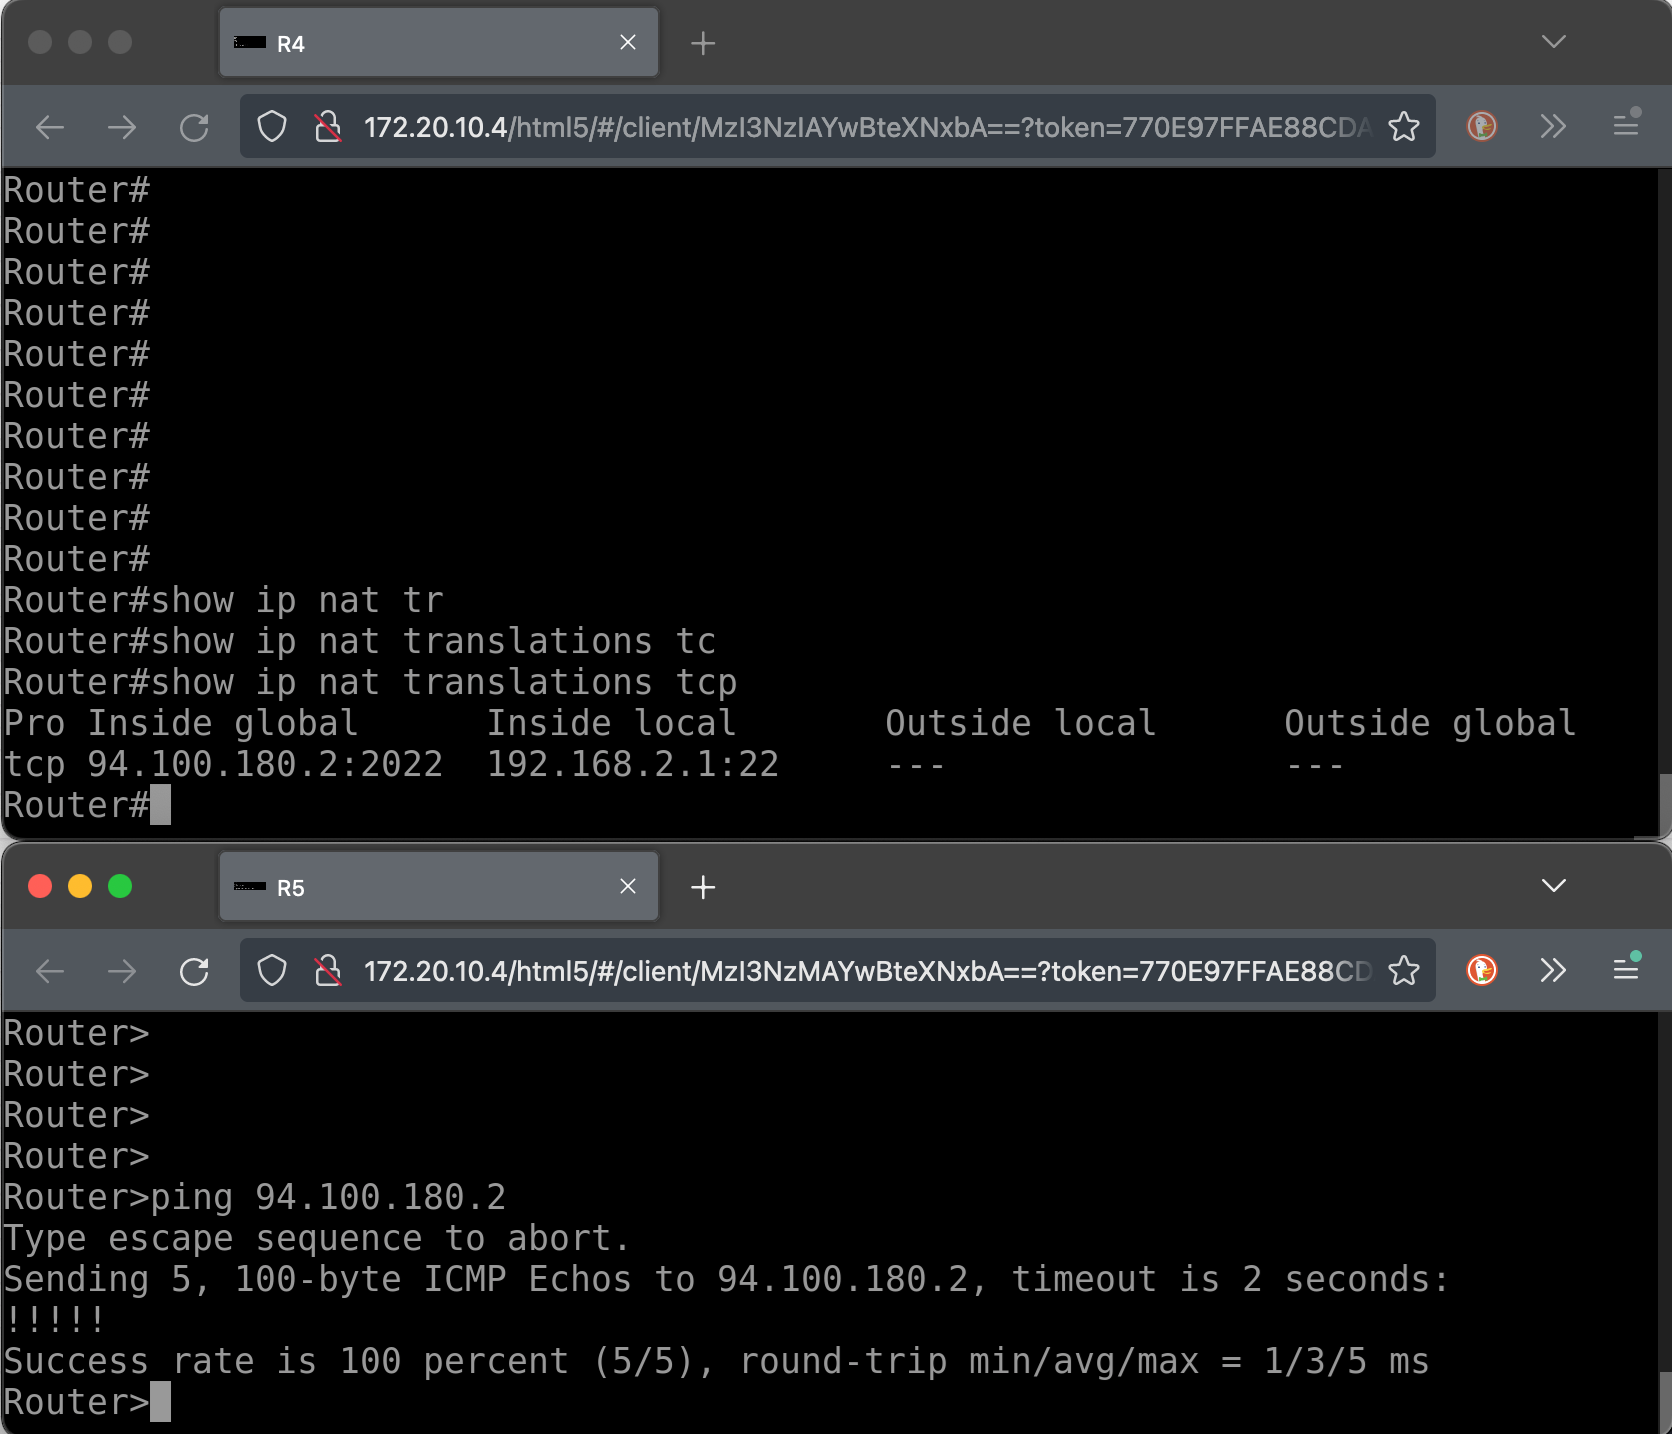 R4
172.20.10.4/html5/#/client/MzI3NzIAYwBteXNxbA==?token=770E97FFAE88CDA
Router#
Router#
Router#
Router#
Router#
Router#
Router#
Router#
Router#
Router#
Router#show ip nat tr
Router#show ip nat translations tc
Router#show ip nat translations tcp
Pro Inside global      Inside local       Outside local      Outside global
tcp 94.100.180.2:2022  192.168.2.1:22     ---                ---
Router#
R5
172.20.10.4/html5/#/client/MzI3NzMAYwBteXNxbA==?token=770E97FFAE88CD
Router>
Router>
Router>
Router>
Router>ping 94.100.180.2
Type escape sequence to abort.
Sending 5, 100-byte ICMP Echos to 94.100.180.2, timeout is 2 seconds:
!!!!!
Success rate is 100 percent (5/5), round-trip min/avg/max = 1/3/5 ms
Router>